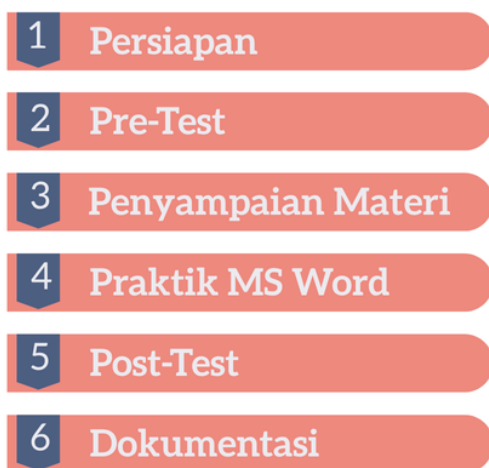 1 Persiapan
2 Pre-Test
3 Penyampaian Materi
4 Praktik MS Word
5 Post-Test
6 Dokumentasi